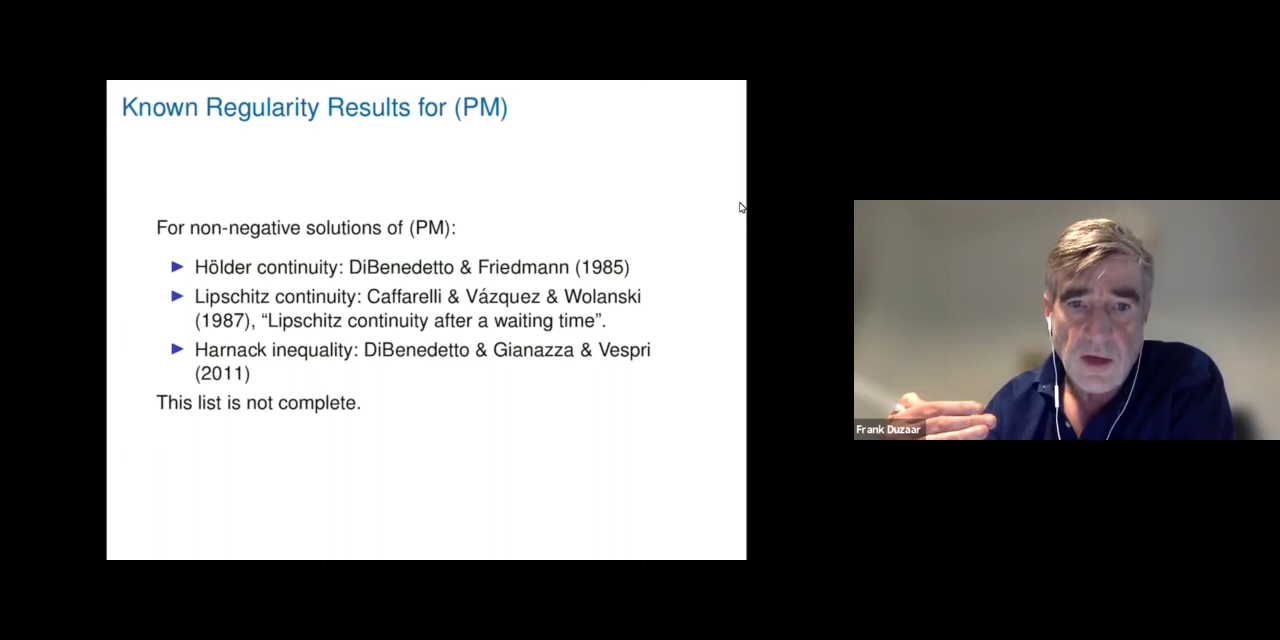 Known Regularity Results for (PM)
For non-negative solutions of (PM):
Hölder continuity: DiBenedetto & Friedmann (1985)
Lipschitz continuity: Caffarelli & Vázquez & Wolanski
(1987), “Lipschitz continuity after a waiting time”.
Harnack inequality: DiBenedetto & Gianazza & Vespri
(2011)
This list is not complete.
Frank Duzaar